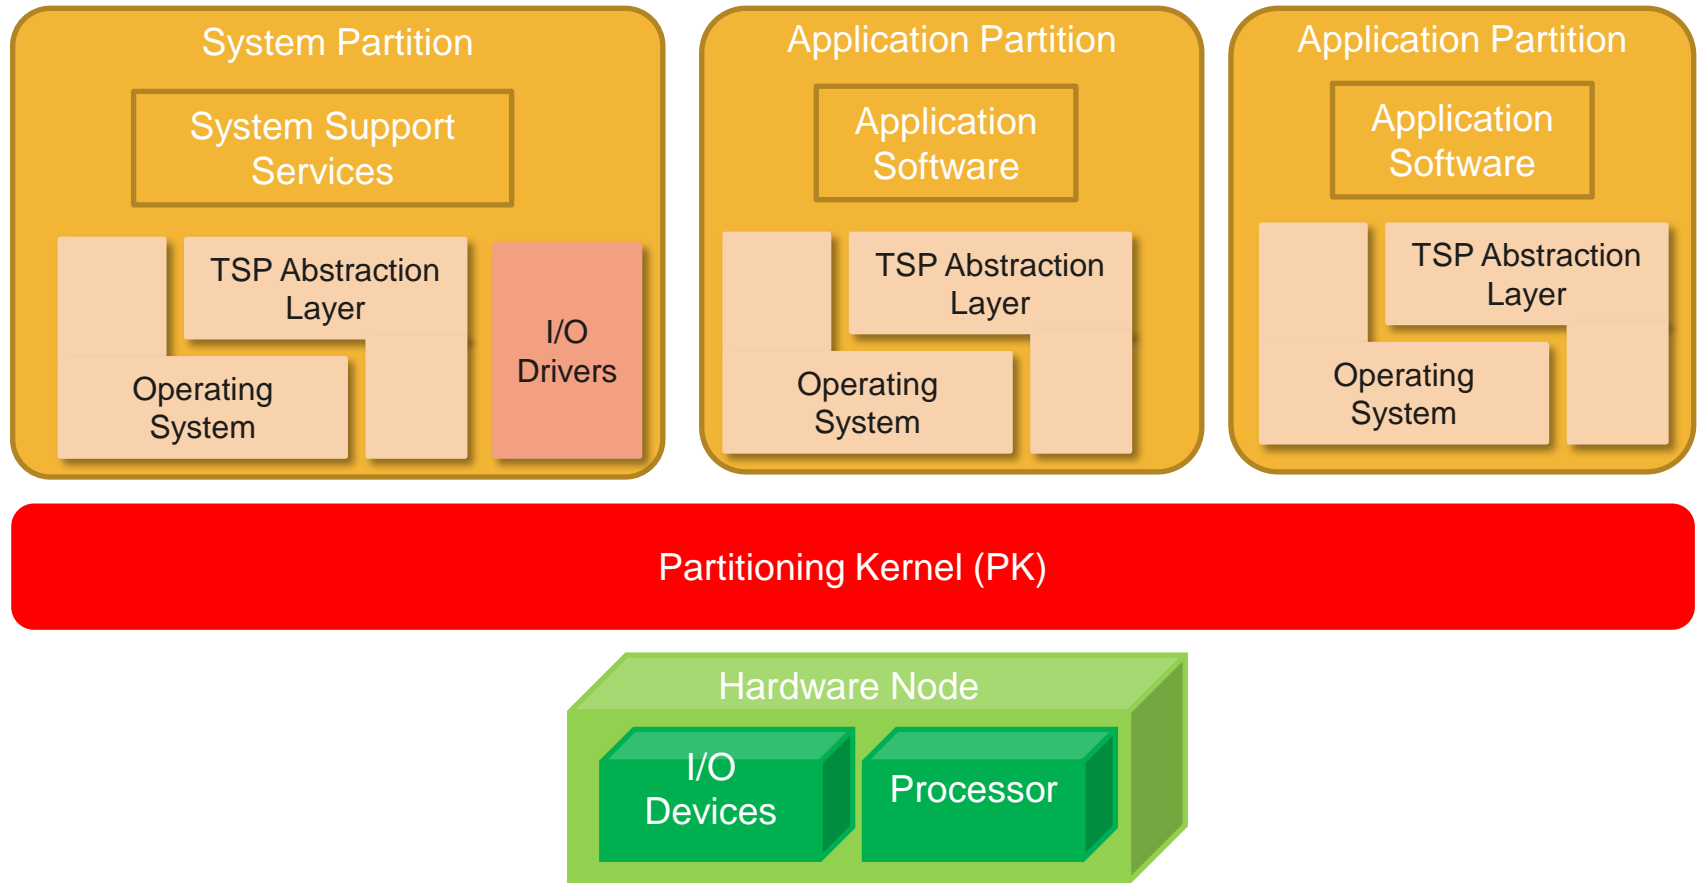 System Partition
System Support
Services
TSP Abstraction
Layer
I/O
Drivers
Operating
System
Application Partition
Application
Software
TSP Abstraction
Layer
Operating
System
Application Partition
Application
Software
TSP Abstraction
Layer
Operating
System
Partitioning Kernel (PK)
Hardware Node
I/O
Devices
Processor